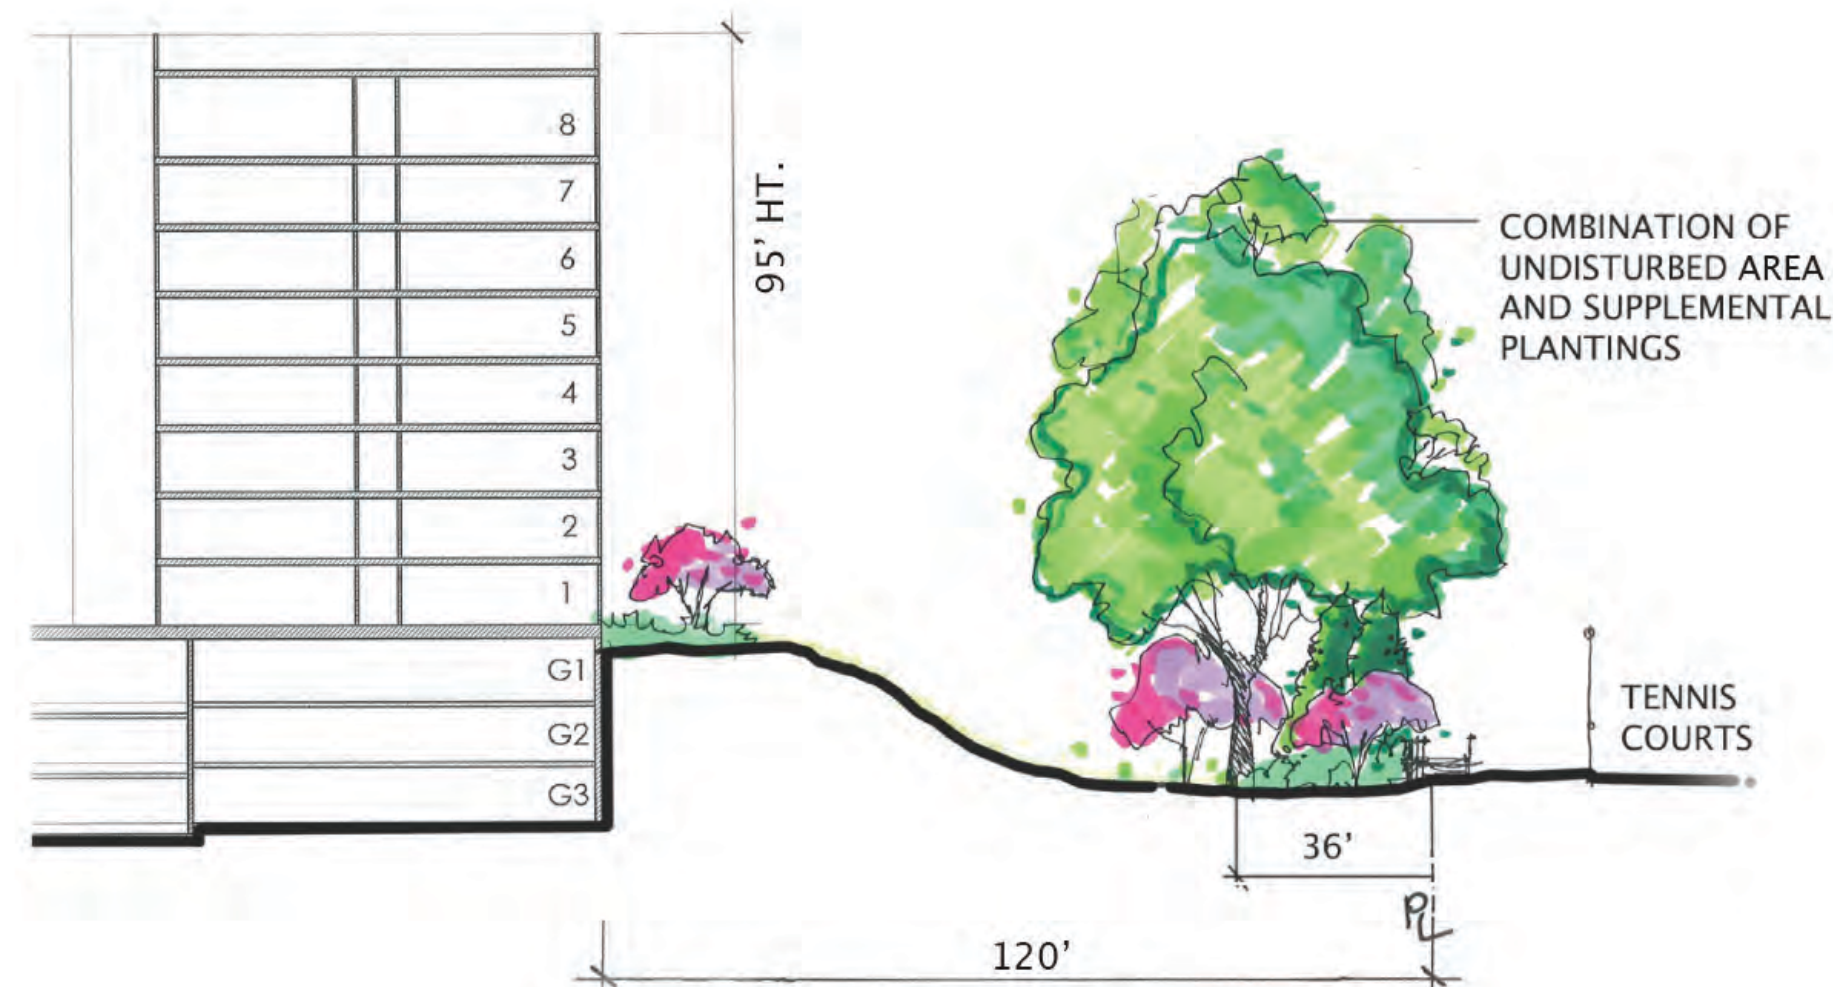 8
7
6
5
4
3
2
1
G1
G2
G3
95' HT.
COMBINATION OF
UNDISTURBED AREA
AND SUPPLEMENTAL
PLANTINGS
TENNIS
COURTS
36'
PL
120'